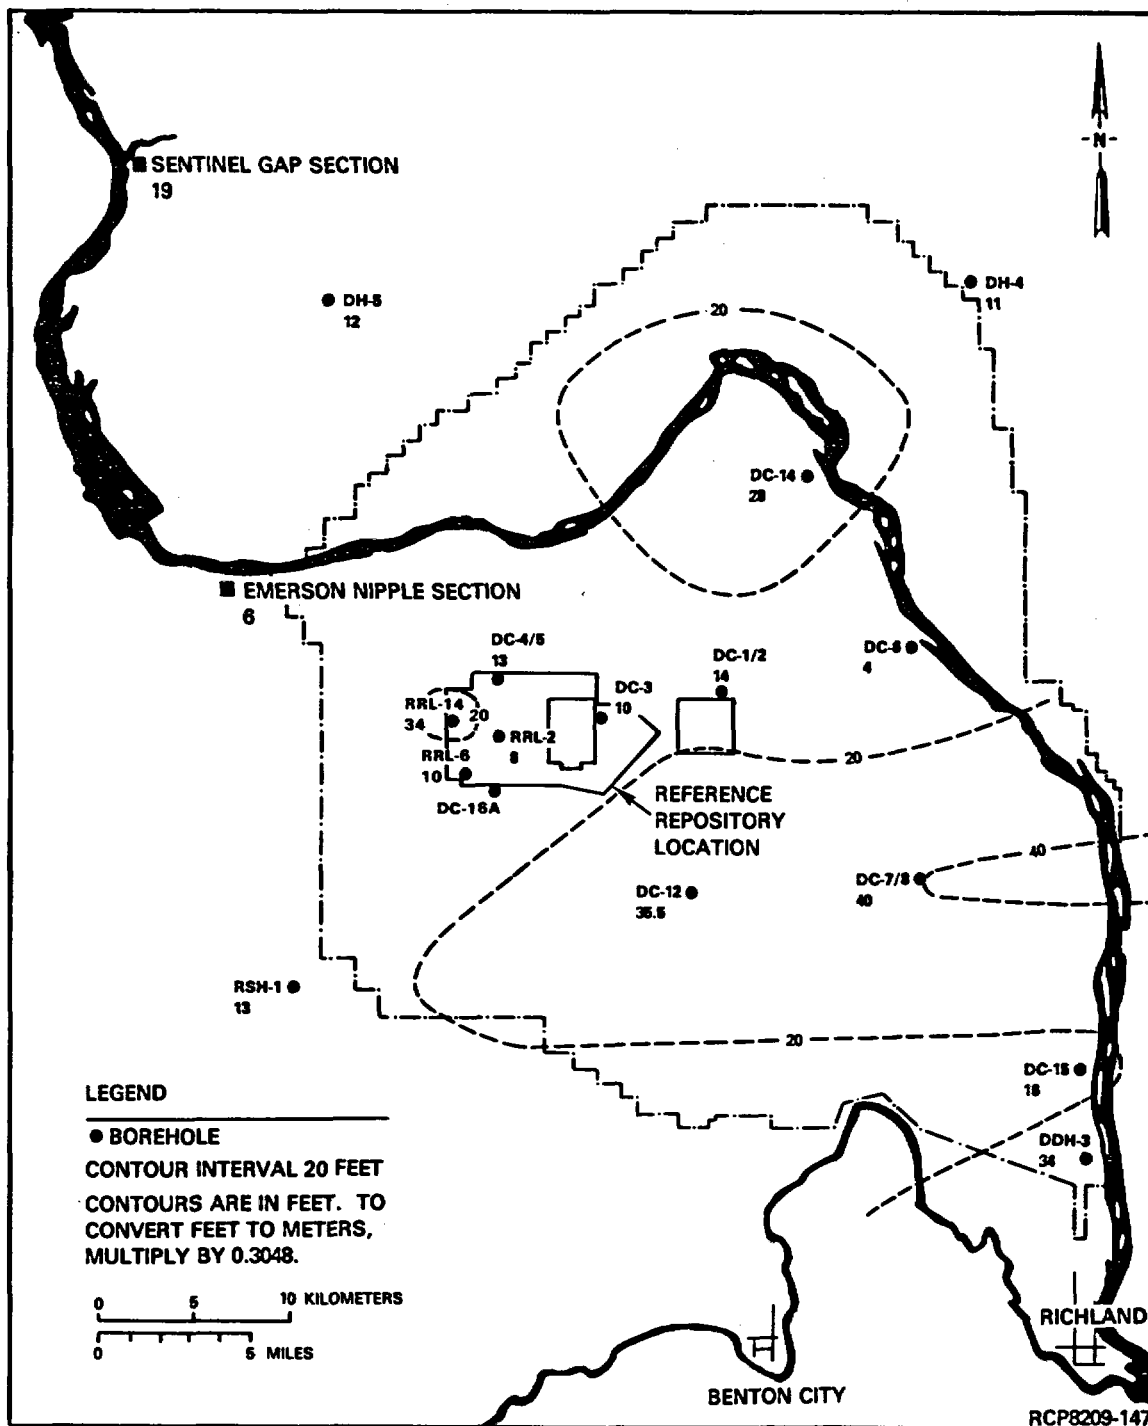 -N-
SENTINEL GAP SECTION
19
DH-5
12
DH-4
11
20
DC-14
28
EMERSON NIPPLE SECTION
6
DC-4/5
13
DC-1/2
14
DC-6
4
DC-3
10
RRL-14
34
20
RRL-2
8
RRL-6
10
DC-16A
20
REFERENCE
REPOSITORY
LOCATION
40
DC-7/8
40
DC-12
35.5
RSH-1
13
20
DC-15
LEGEND
BOREHOLE
CONTOUR INTERVAL 20 FEET
CONTOURS ARE IN FEET. TO
CONVERT FEET TO METERS,
MULTIPLY BY 0.3048.
DDH-3
34
0 5 10 KILOMETERS
0 5 MILES
RICHLAND
BENTON CITY
RCP8209-147